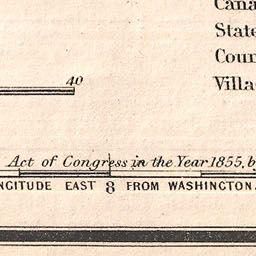 Cana
State
Coun
Villa
40
Act of Congress in the Year 1855, b
NGITUDE EAST 8 FROM WASHINGTON.